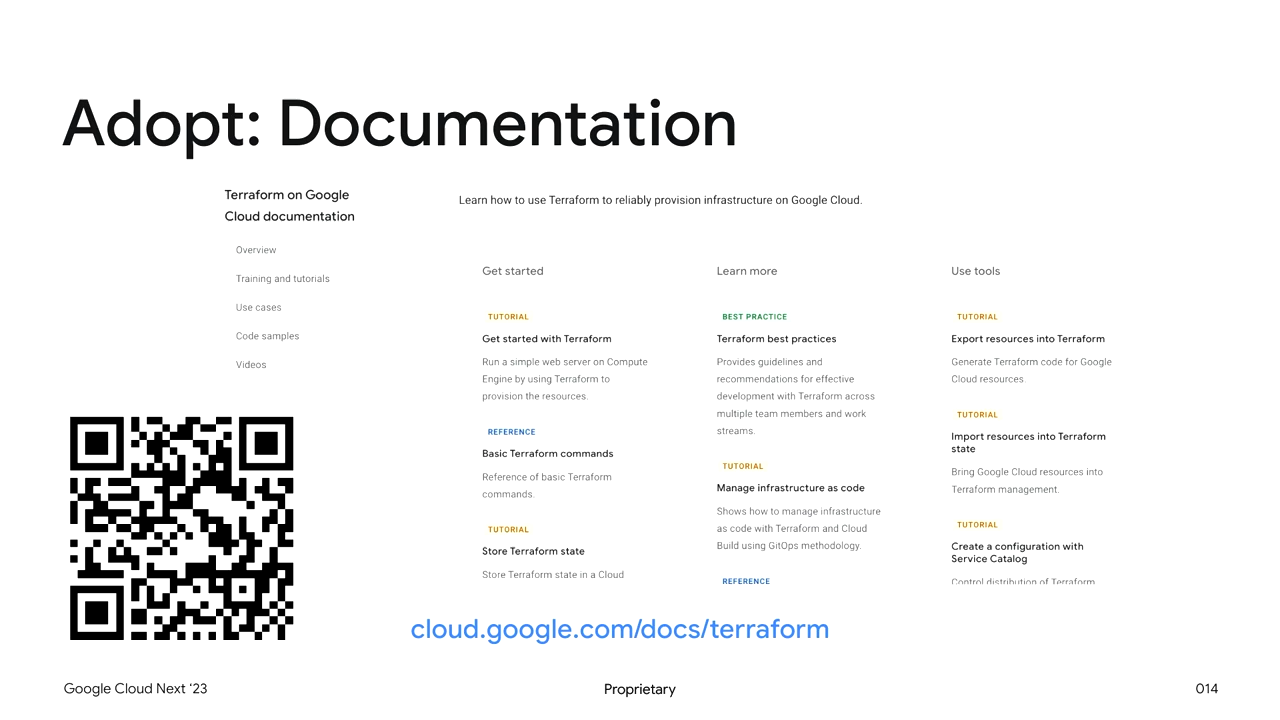 Adopt: Documentation
Terraform on Google
Cloud documentation
Overview
Training and tutorials
Use cases
Code samples
Videos
Learn how to use Terraform to reliably provision infrastructure on Google Cloud.
Get started
TUTORIAL
Get started with Terraform
Run a simple web server on Compute
Engine by using Terraform to
provision the resources.
REFERENCE
Basic Terraform commands
Reference of basic Terraform
commands.
TUTORIAL
Store Terraform state
Store Terraform state in a Cloud
Learn more
BEST PRACTICE
Terraform best practices
Provides guidelines and
recommendations for effective
development with Terraform across
multiple team members and work
streams.
TUTORIAL
Manage infrastructure as code
Shows how to manage infrastructure
as code with Terraform and Cloud
Build using GitOps methodology.
REFERENCE
Use tools
TUTORIAL
Export resources into Terraform
Generate Terraform code for Google
Cloud resources.
TUTORIAL
Import resources into Terraform
state
Bring Google Cloud resources into
Terraform management.
TUTORIAL
Create a configuration with
Service Catalog
Control distribution of Terraform
cloud.google.com/docs/terraform
Google Cloud Next ‘23
Proprietary
014